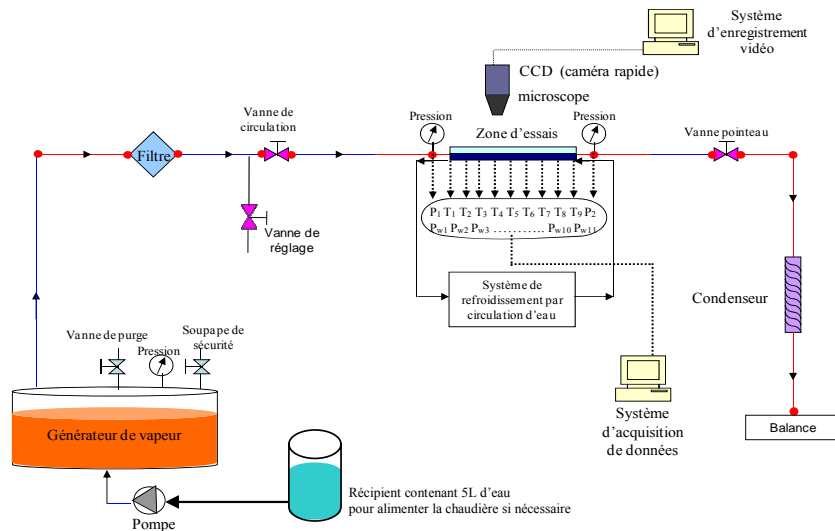 Système
d'enregistrement
vidéo
CCD (caméra rapide)
microscope
Vanne de
circulation
Pression
Zone d'essais
Pression
Vanne pointeau
Filtre
P1 T1 T2 T3 T4 T5 T6 T7 T8 T9 P2
Pw1 Pw2 Pw3 ............ Pw10 Pw11
Vanne de
réglage
Système de
refroidissement par
circulation d'eau
Condenseur
Vanne de purge
Pression
Soupape de
sécurité
Générateur de vapeur
Système
d'acquisition
de données
Balance
Récipient contenant 5L d'eau
pour alimenter la chaudière si nécessaire
Pompe